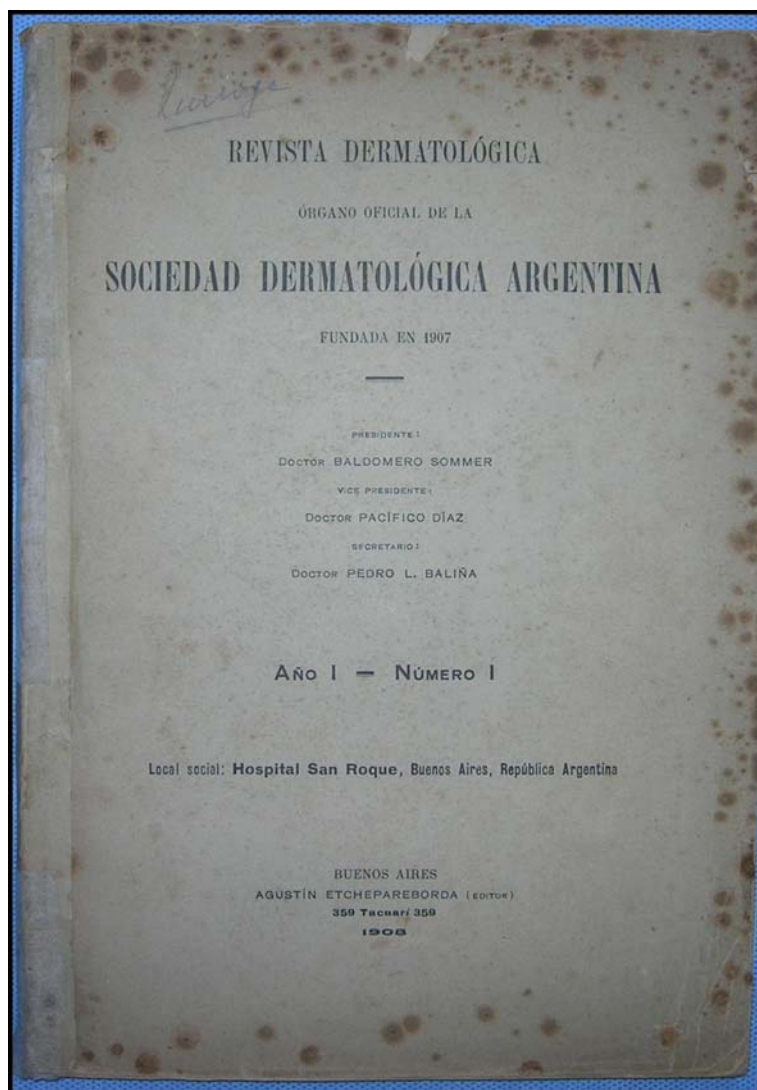 REVISTA DERMATOLÓGICA
ÓRGANO OFICIAL DE LA
SOCIEDAD DERMATOLÓGICA ARGENTINA
FUNDADA EN 1907
PRESIDENTE:
DOCTOR BALDOMERO SOMMER
VICE PRESIDENTE:
DOCTOR PACÍFICO DÍAZ
SECRETARIO:
DOCTOR PEDRO L. BALIÑA
AÑO I — NÚMERO I
Local social: Hospital San Roque, Buenos Aires, República Argentina
BUENOS AIRES
AGUSTÍN ETCHEPAREBORDA (EDITOR)
359 Tacuarí 359
1908